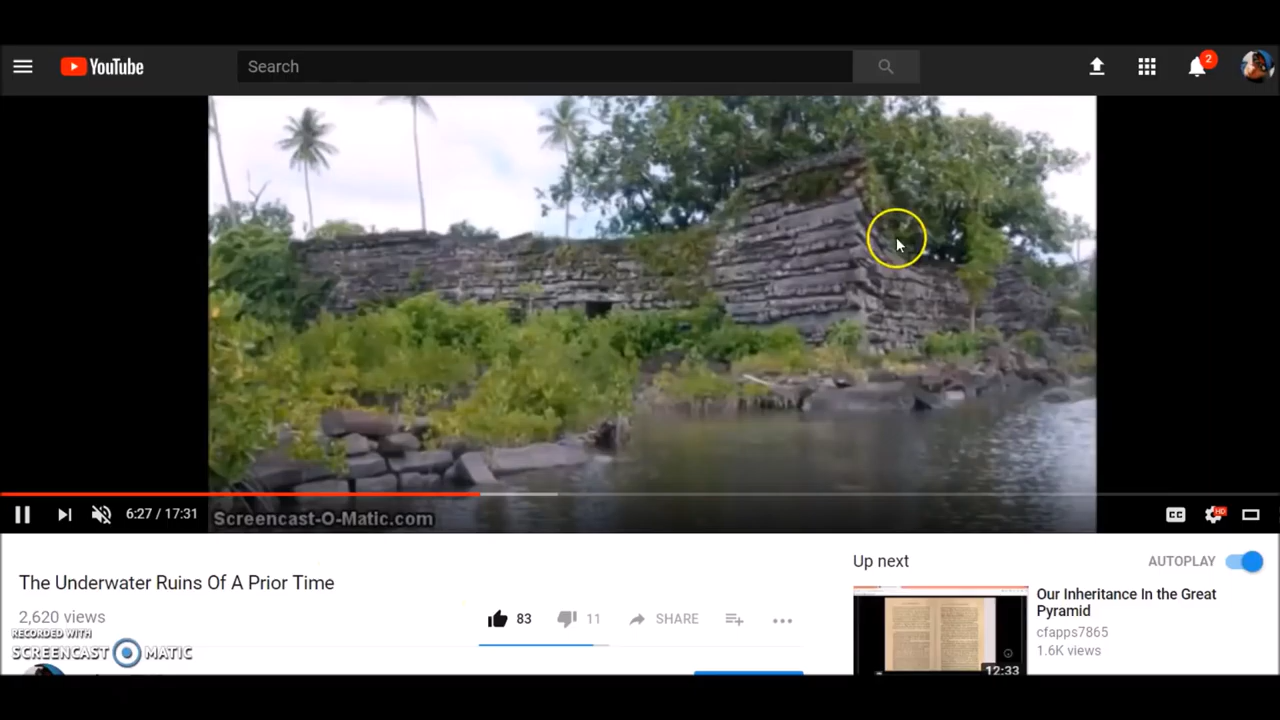 YouTube
Search
2
6:27 / 17:31
Screencast-O-Matic.com
CC
HD
The Underwater Ruins Of A Prior Time
Up next
AUTOPLAY
2,620 views
83
11
SHARE
Our Inheritance In the Great
Pyramid
cfapps7865
1.6K views
12:33
RECORDED WITH
SCREENCAST MATIC